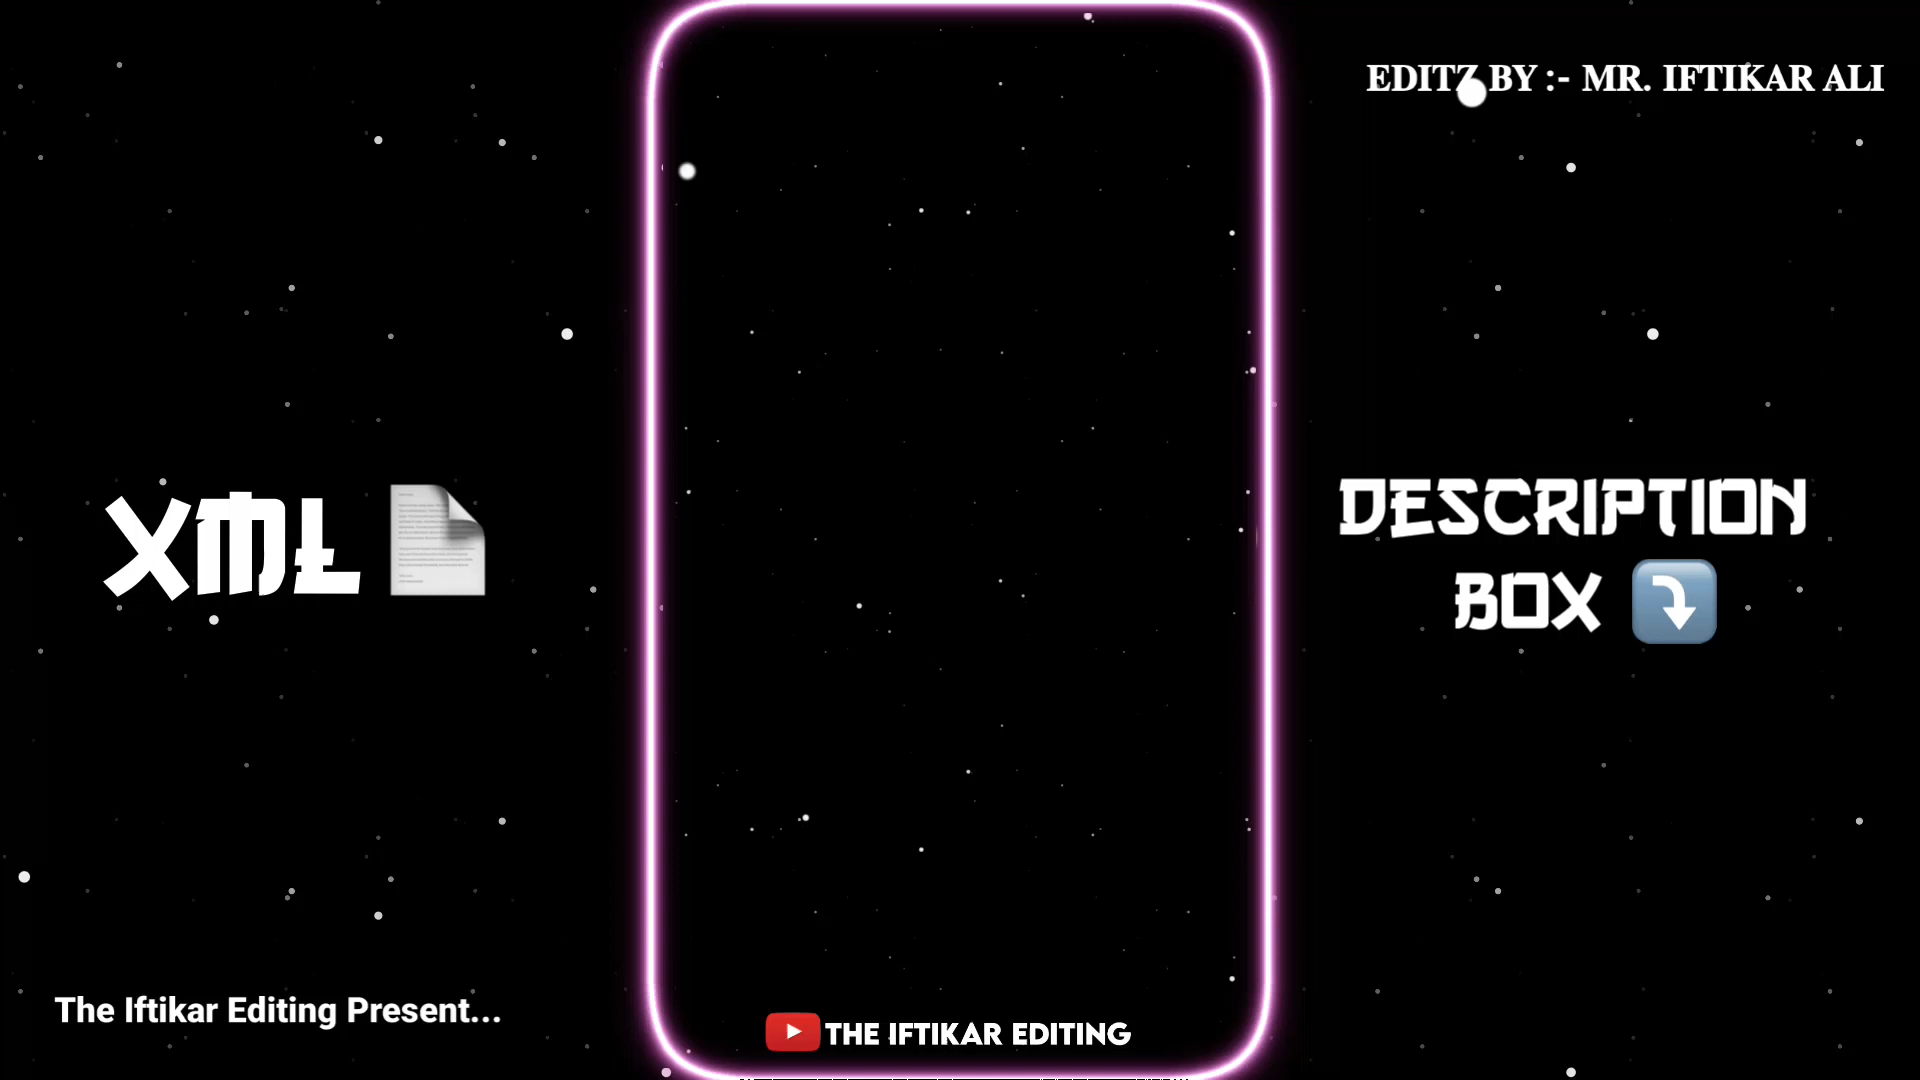 EDITZ BY :- MR. IFTIKAR ALI
XML
DESCRIPTION
BOX
The Iftikar Editing Present...
THE IFTIKAR EDITING